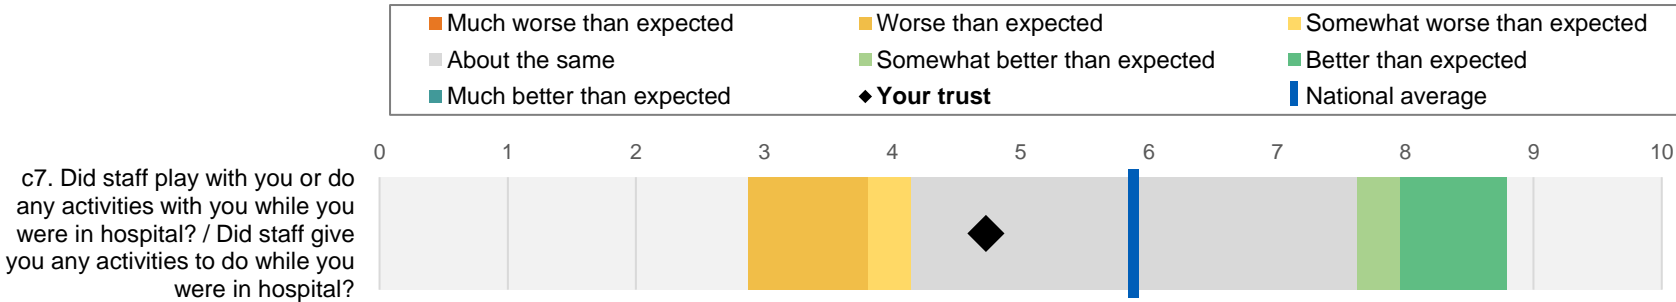 Much worse than expected
Worse than expected
Somewhat worse than expected
About the same
Somewhat better than expected
Better than expected
Much better than expected
Your trust
National average
0 1 2 3 4 5 6 7 8 9 10
c7. Did staff play with you or do
any activities with you while you
were in hospital? / Did staff give
you any activities to do while you
were in hospital?